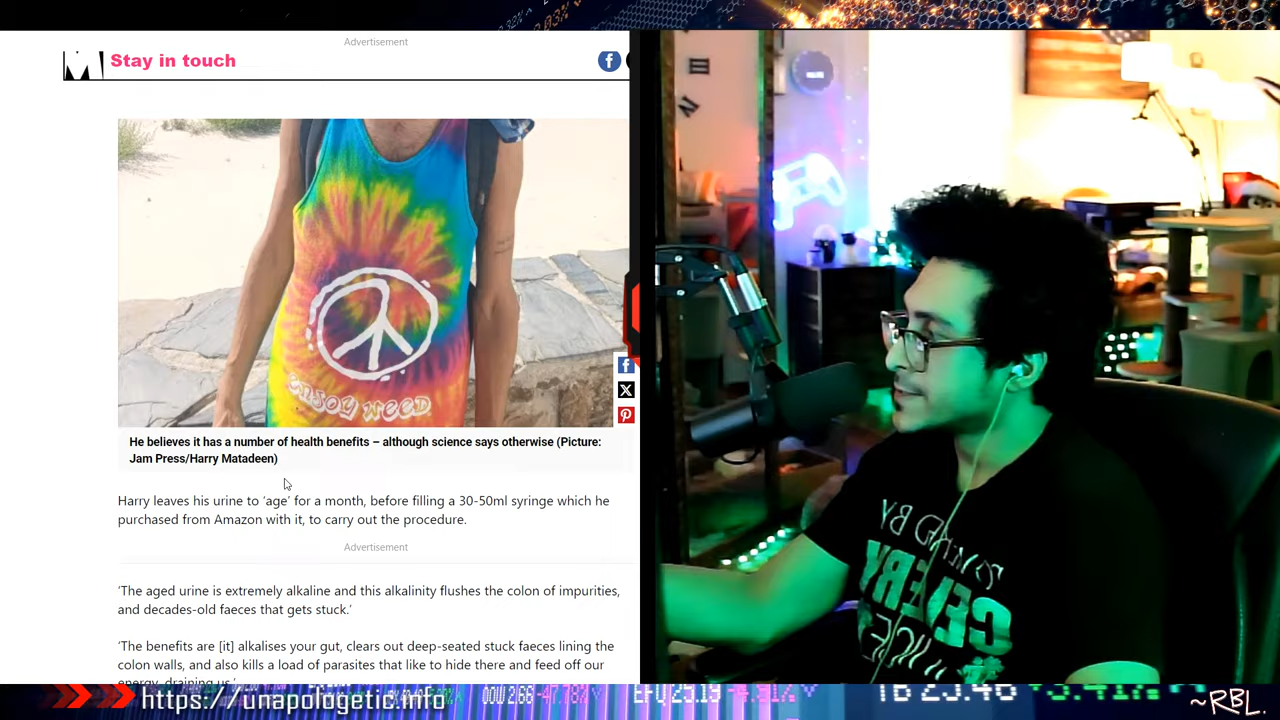 Advertisement
Stay in touch
ENJOY WEED
He believes it has a number of health benefits – although science says otherwise (Picture:
Jam Press/Harry Matadeen)
Harry leaves his urine to ‘age’ for a month, before filling a 30-50ml syringe which he
purchased from Amazon with it, to carry out the procedure.
Advertisement
‘The aged urine is extremely alkaline and this alkalinity flushes the colon of impurities,
and decades-old faeces that gets stuck.’
‘The benefits are [it] alkalises your gut, clears out deep-seated stuck faeces lining the
colon walls, and also kills a load of parasites that like to hide there and feed off our
energy, draining us.’
POWERED BY
https://unapologetic.info
~RBL.